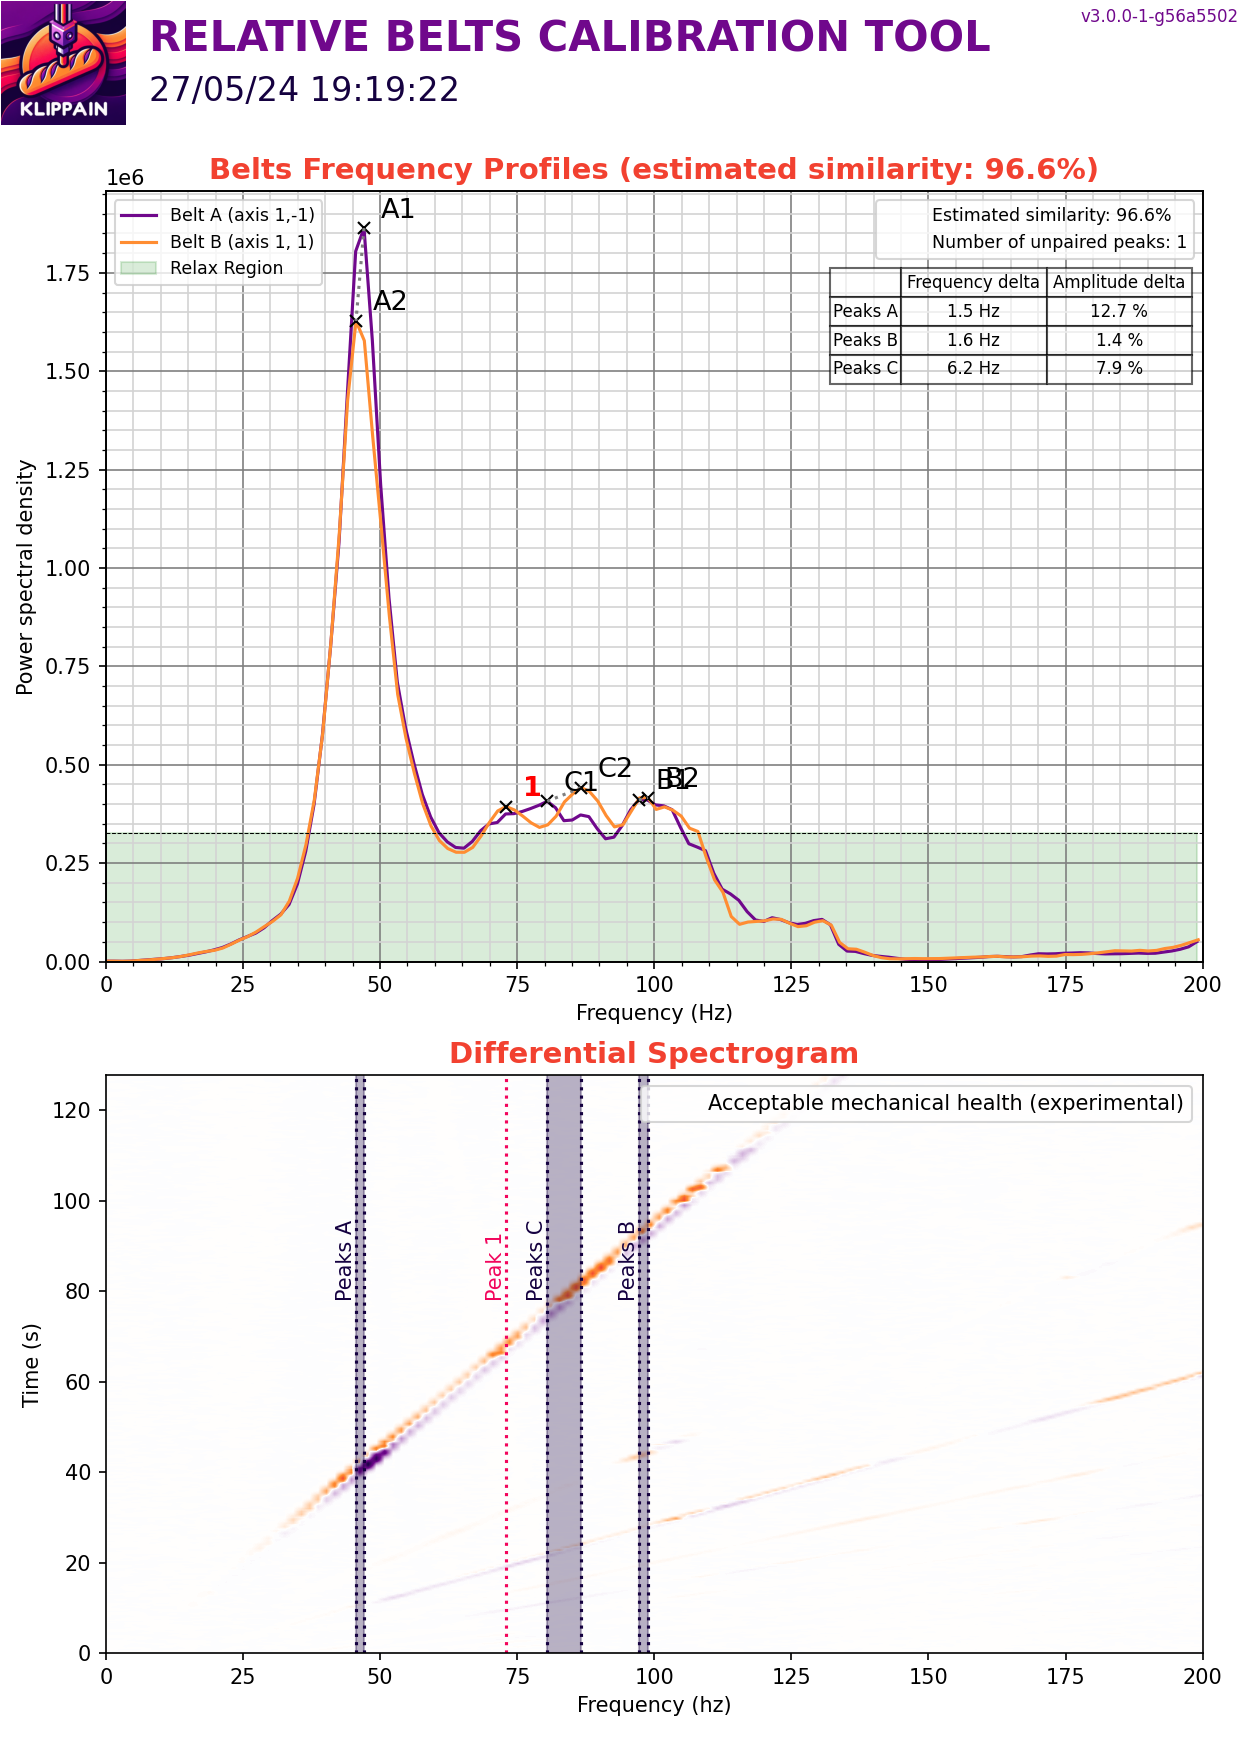 v3.0.0-1-g56a5502
RELATIVE BELTS CALIBRATION TOOL
27/05/24 19:19:22
KLIPPAIN
Belts Frequency Profiles (estimated similarity: 96.6%)
1e6
Belt A (axis 1,-1)
Belt B (axis 1, 1)
Relax Region
Estimated similarity: 96.6%
Number of unpaired peaks: 1
Frequency delta Amplitude delta
Peaks A 1.5 Hz 12.7 %
Peaks B 1.6 Hz 1.4 %
Peaks C 6.2 Hz 7.9 %
A1
A2
1
C1
C2
B1
B2
Power spectral density
1.75
1.50
1.25
1.00
0.75
0.50
0.25
0.00
0 25 50 75 100 125 150 175 200
Frequency (Hz)
Differential Spectrogram
Acceptable mechanical health (experimental)
Peaks A
Peak 1
Peaks C
Peaks B
Time (s)
120
100
80
60
40
20
0
0 25 50 75 100 125 150 175 200
Frequency (hz)